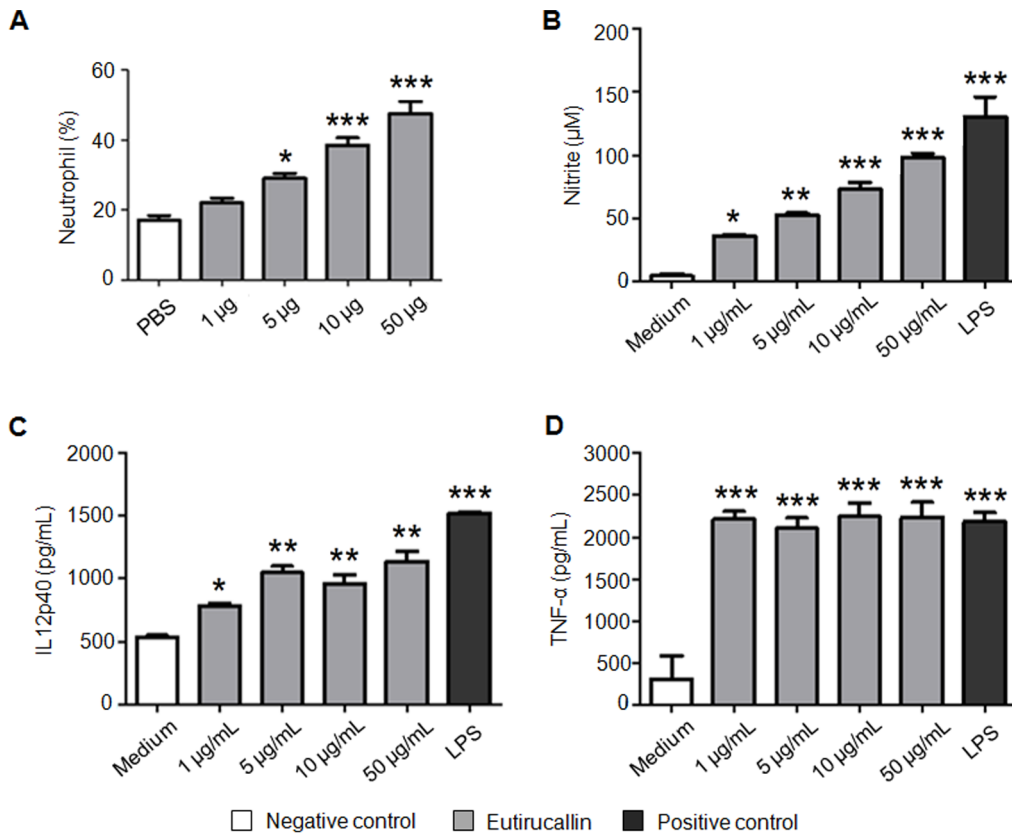 A
Neutrophil (%)
60
40
20
0
***
***
*
PBS
1 µg
5 µg
10 µg
50 µg
B
Nitrite (µM)
200
150
100
50
0
***
***
***
**
*
Medium
1 µg/mL
5 µg/mL
10 µg/mL
50 µg/mL
LPS
C
IL12p40 (pg/mL)
2000
1500
1000
500
0
*
**
**
**
***
Medium
1 µg/mL
5 µg/mL
10 µg/mL
50 µg/mL
LPS
D
TNF-α (pg/mL)
3000
2500
2000
1500
1000
500
0
***
***
***
***
***
Medium
1 µg/mL
5 µg/mL
10 µg/mL
50 µg/mL
LPS
Negative control
Eutirucallin
Positive control